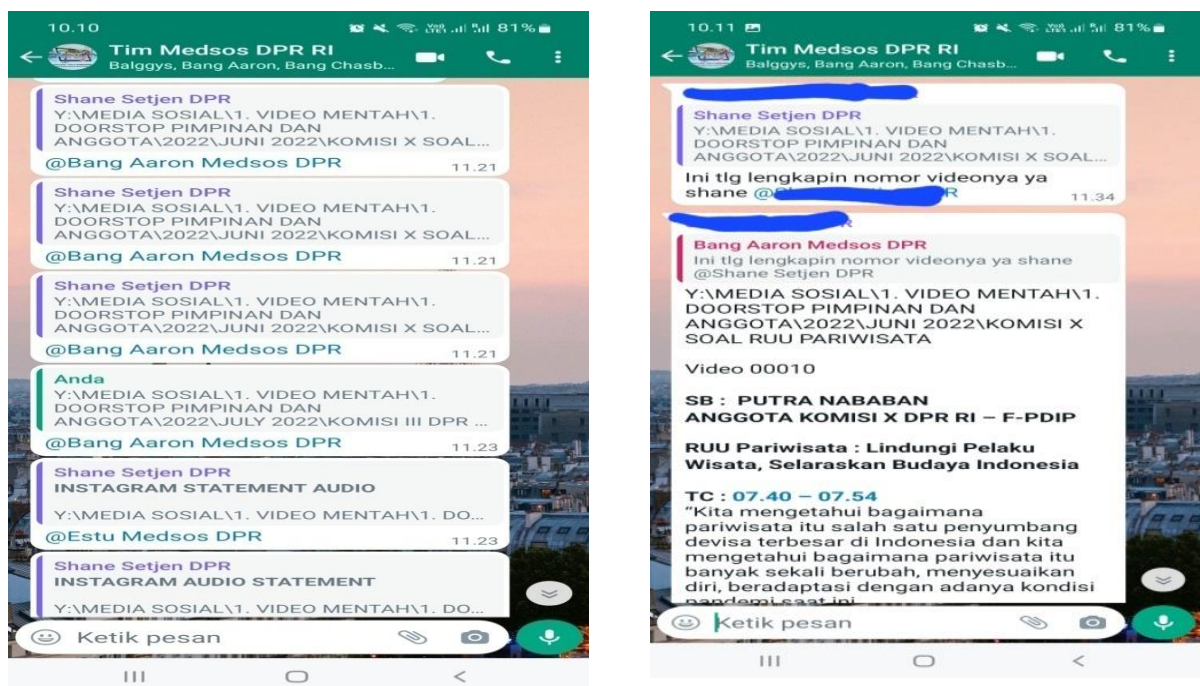 10.10
81%
Tim Medsos DPR RI
Balggys, Bang Aaron, Bang Chasb...
Shane Setjen DPR
Y:\MEDIA SOSIAL\1. VIDEO MENTAH\1.
DOORSTOP PIMPINAN DAN
ANGGOTA\2022\JUNI 2022\KOMISI X SOAL...
@Bang Aaron Medsos DPR
11.21
Shane Setjen DPR
Y:\MEDIA SOSIAL\1. VIDEO MENTAH\1.
DOORSTOP PIMPINAN DAN
ANGGOTA\2022\JUNI 2022\KOMISI X SOAL...
@Bang Aaron Medsos DPR
11.21
Shane Setjen DPR
Y:\MEDIA SOSIAL\1. VIDEO MENTAH\1.
DOORSTOP PIMPINAN DAN
ANGGOTA\2022\JUNI 2022\KOMISI X SOAL...
@Bang Aaron Medsos DPR
11.21
Anda
Y:\MEDIA SOSIAL\1. VIDEO MENTAH\1.
DOORSTOP PIMPINAN DAN
ANGGOTA\2022\JULY 2022\KOMISI III DPR ...
@Bang Aaron Medsos DPR
11.23
Shane Setjen DPR
INSTAGRAM STATEMENT AUDIO
Y:\MEDIA SOSIAL\1. VIDEO MENTAH\1. DO...
@Estu Medsos DPR
11.23
Shane Setjen DPR
INSTAGRAM AUDIO STATEMENT
Y:\MEDIA SOSIAL\1. VIDEO MENTAH\1. DO...
Ketik pesan
10.11
81%
Tim Medsos DPR RI
Balggys, Bang Aaron, Bang Chasb...
Shane Setjen DPR
Y:\MEDIA SOSIAL\1. VIDEO MENTAH\1.
DOORSTOP PIMPINAN DAN
ANGGOTA\2022\JUNI 2022\KOMISI X SOAL...
Ini tlg lengkapin nomor videonya ya
shane
11.34
Bang Aaron Medsos DPR
Ini tlg lengkapin nomor videonya ya shane
@Shane Setjen DPR
Y:\MEDIA SOSIAL\1. VIDEO MENTAH\1.
DOORSTOP PIMPINAN DAN
ANGGOTA\2022\JUNI 2022\KOMISI X
SOAL RUU PARIWISATA
Video 00010
SB : PUTRA NABABAN
ANGGOTA KOMISI X DPR RI – F-PDIP
RUU Pariwisata : Lindungi Pelaku
Wisata, Selaraskan Budaya Indonesia
TC : 07.40 – 07.54
“Kita mengetahui bagaimana
pariwisata itu salah satu penyumbang
devisa terbesar di Indonesia dan kita
mengetahui bagaimana pariwisata itu
banyak sekali berubah, menyesuaikan
diri, beradaptasi dengan adanya kondisi
pandemi saat ini
Ketik pesan